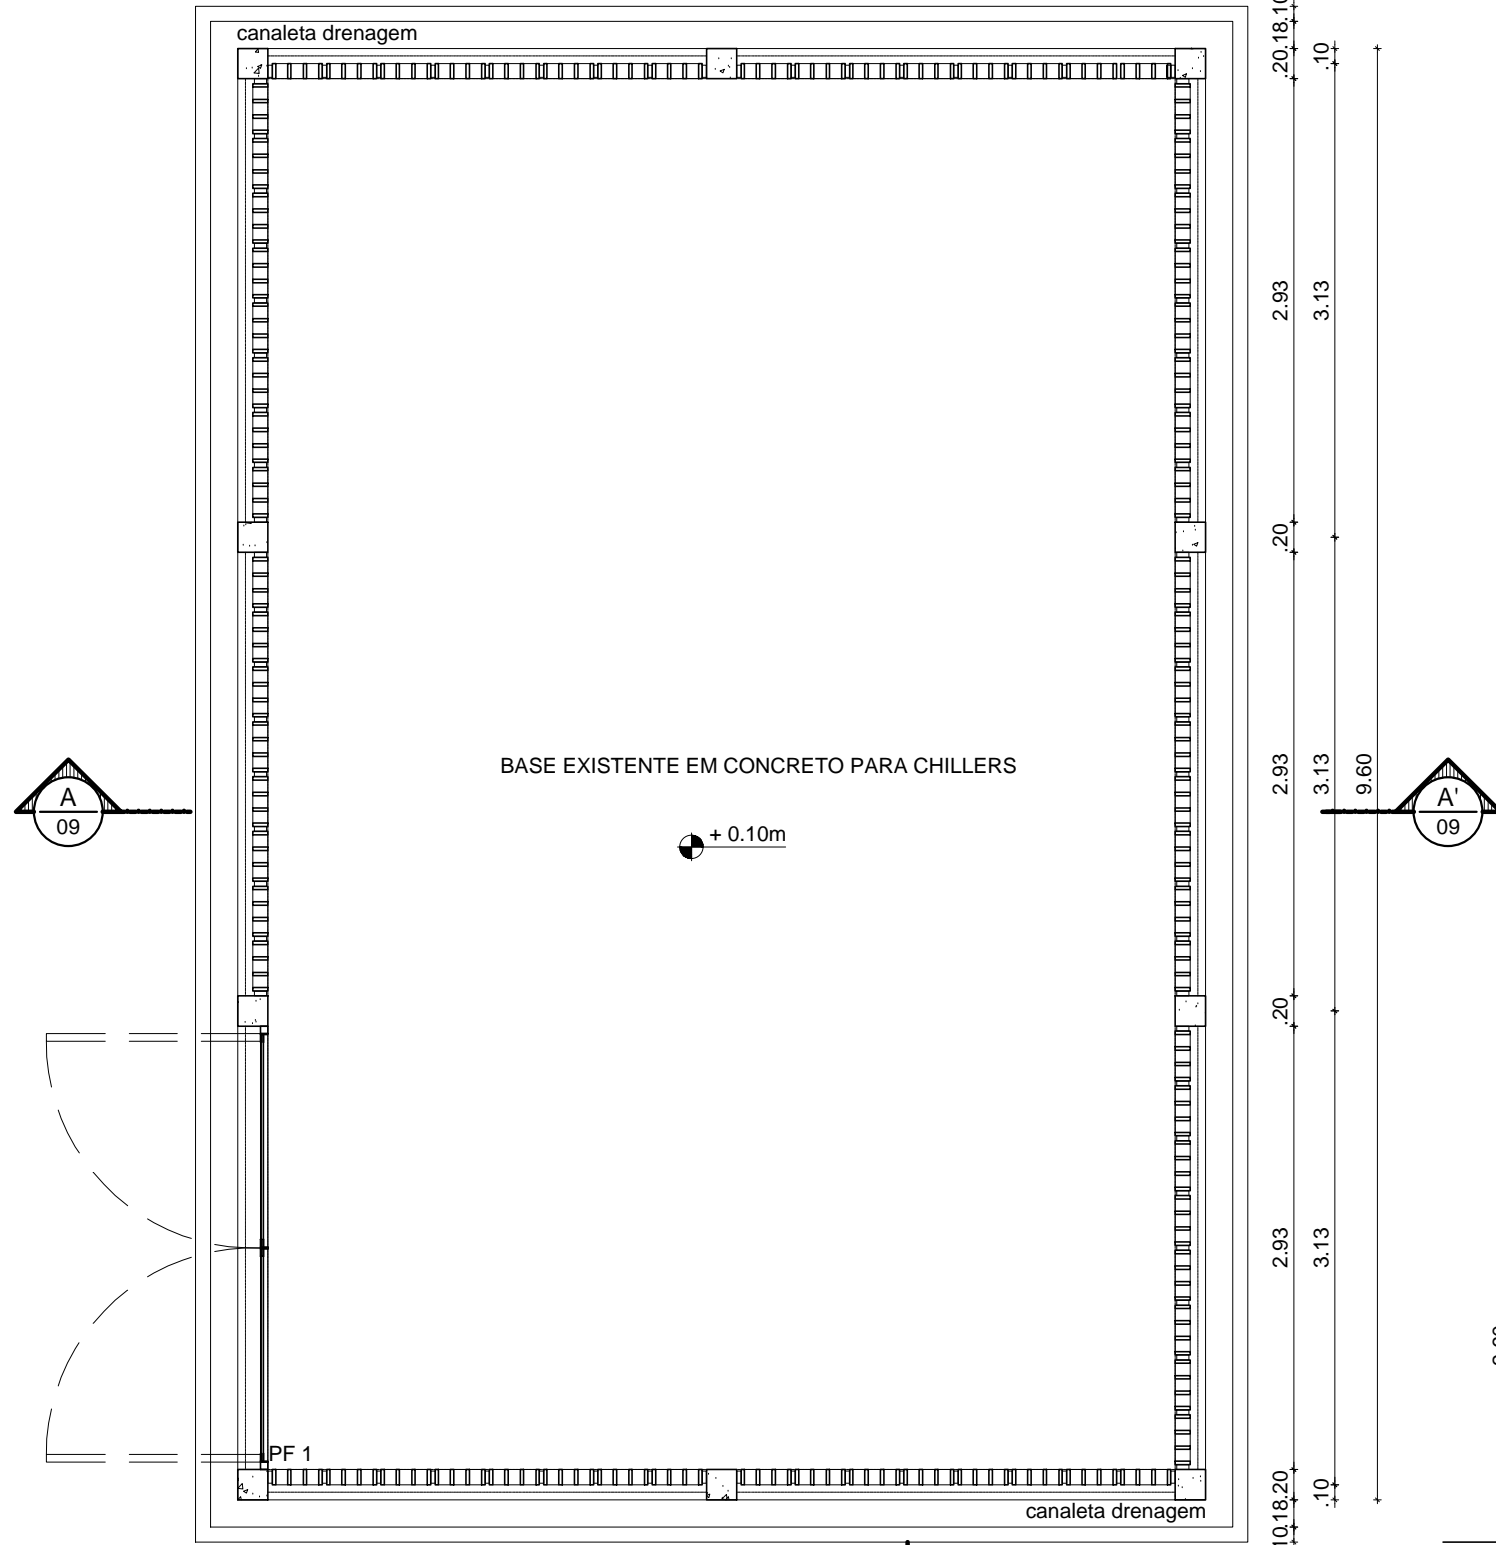 canaleta drenagem
.20.18.10
.10
2.93
3.13
.20
BASE EXISTENTE EM CONCRETO PARA CHILLERS
2.93
3.13
9.60
A
09
A'
09
+ 0.10m
.20
2.93
3.13
PF 1
canaleta drenagem
10.18.20
.10